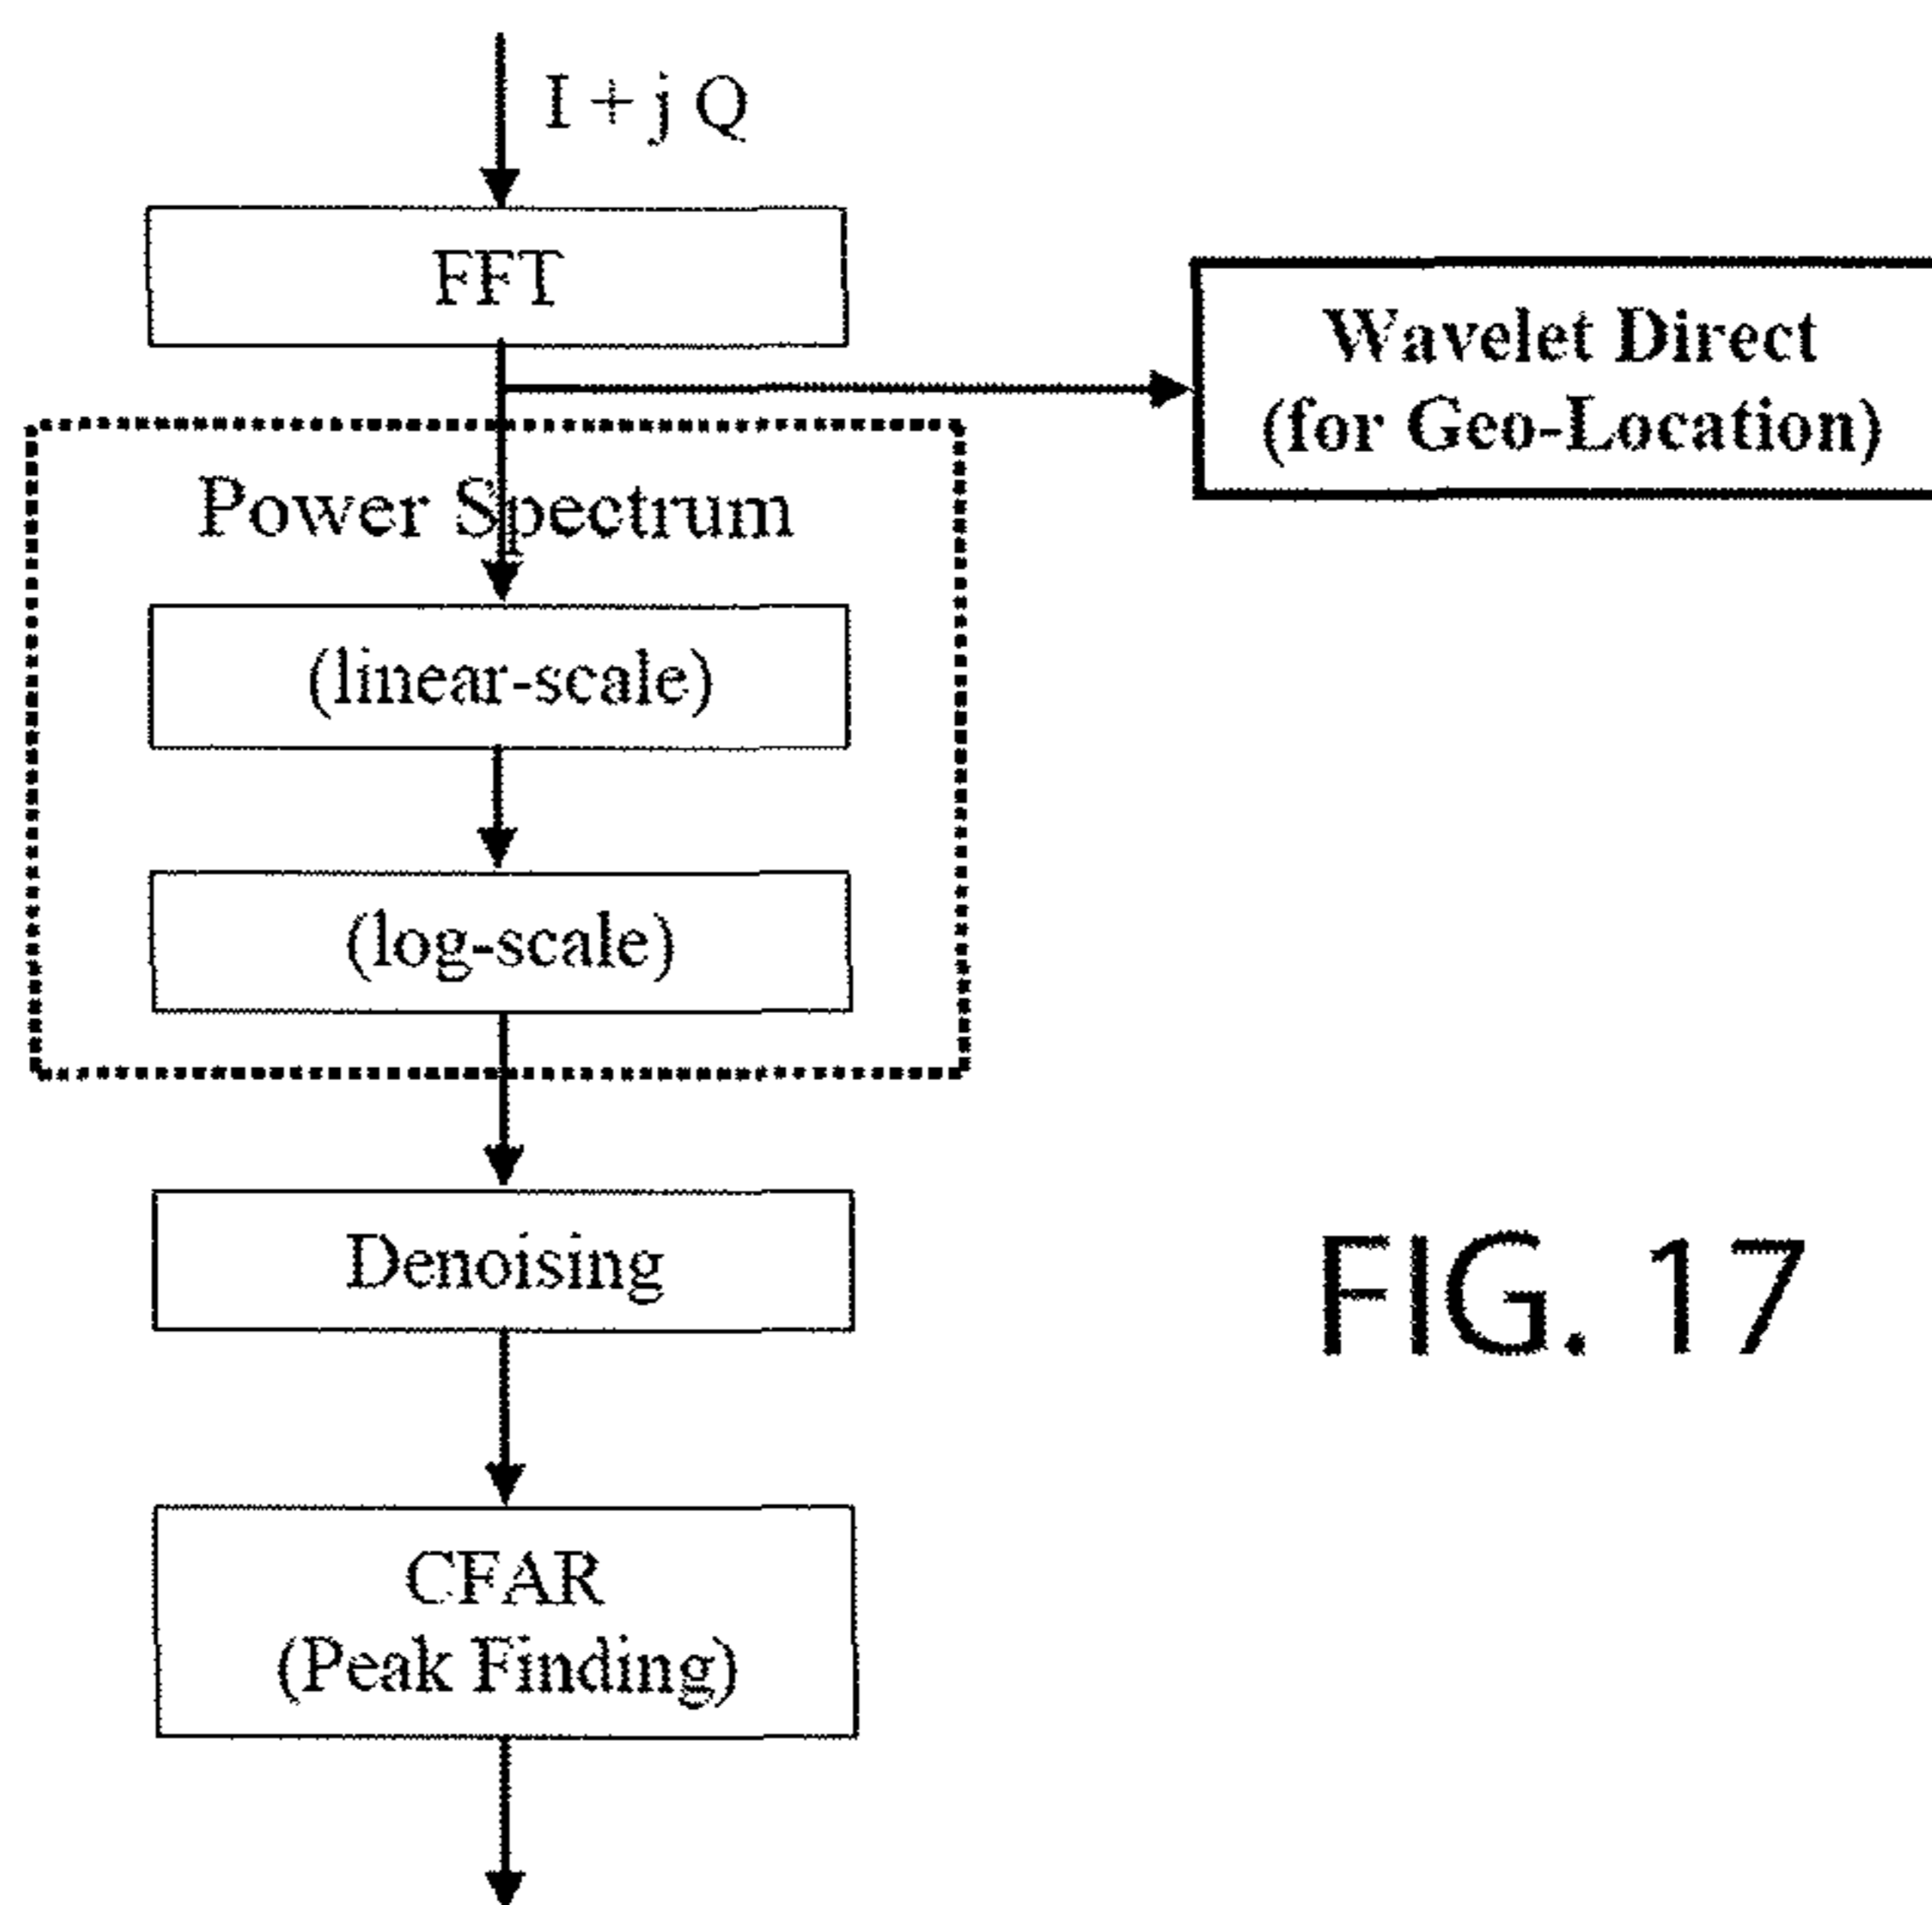 I + j Q
FFT
Wavelet Direct
(for Geo-Location)
Power Spectrum
(linear-scale)
(log-scale)
Denoising
FIG. 17
CFAR
(Peak Finding)